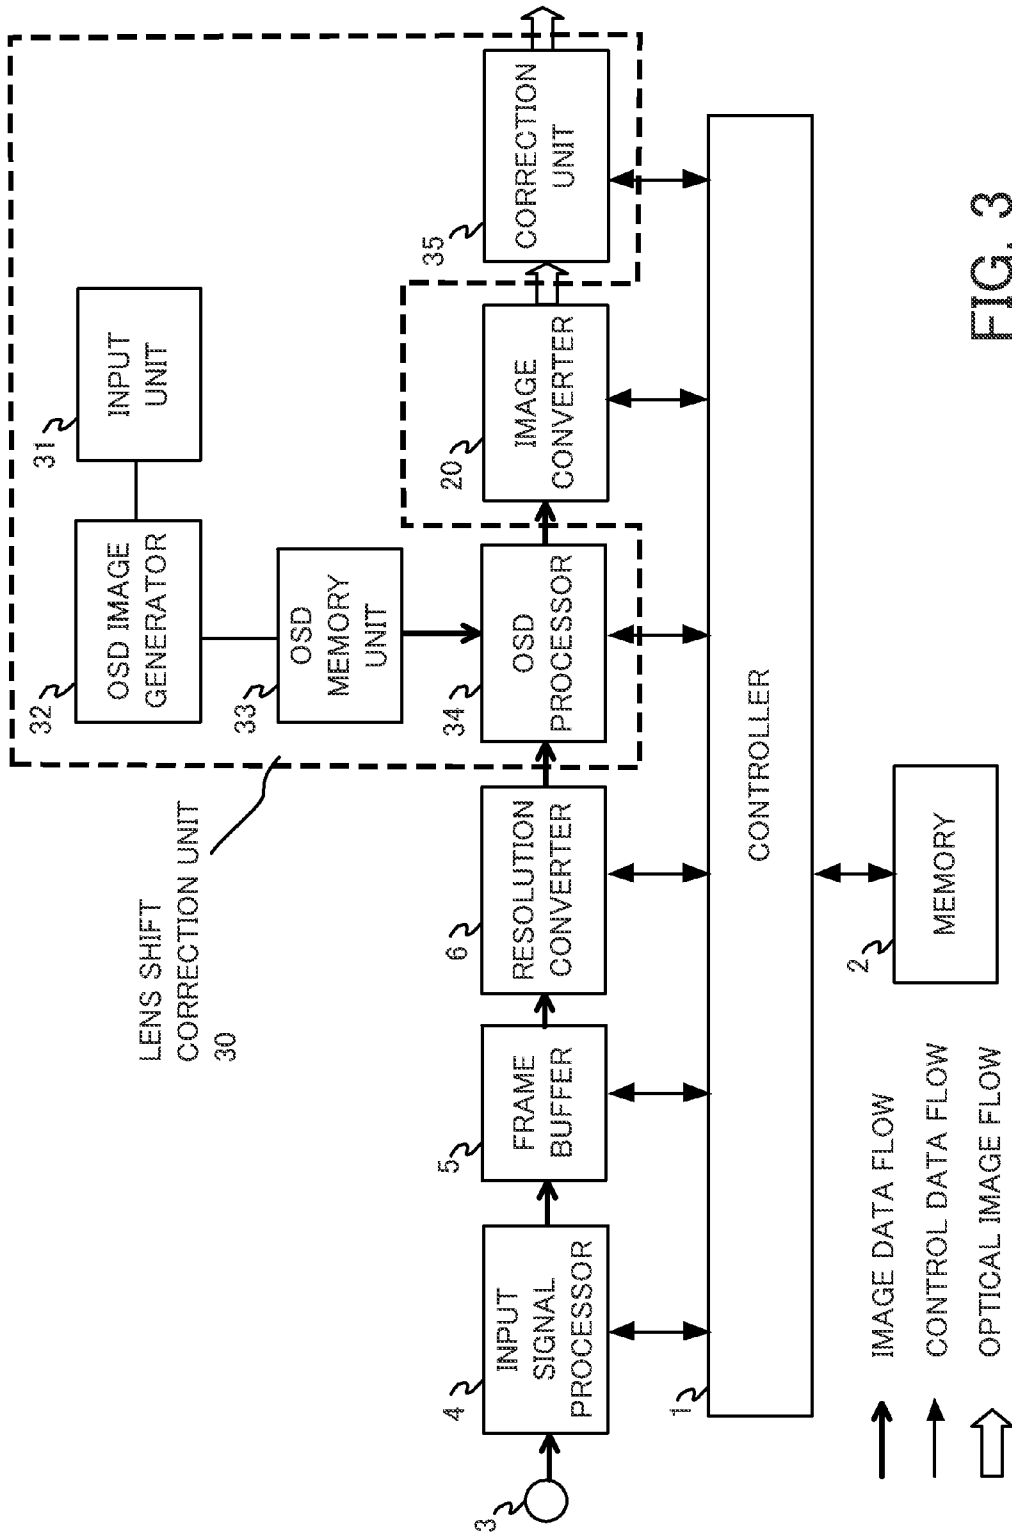 LENS SHIFT
CORRECTION UNIT
30
32
OSD IMAGE
GENERATOR
31
INPUT
UNIT
33
OSD
MEMORY
UNIT
3
4
INPUT
SIGNAL
PROCESSOR
5
FRAME
BUFFER
6
RESOLUTION
CONVERTER
34
OSD
PROCESSOR
20
IMAGE
CONVERTER
35
CORRECTION
UNIT
1
CONTROLLER
2
MEMORY
IMAGE DATA FLOW
CONTROL DATA FLOW
OPTICAL IMAGE FLOW
FIG. 3